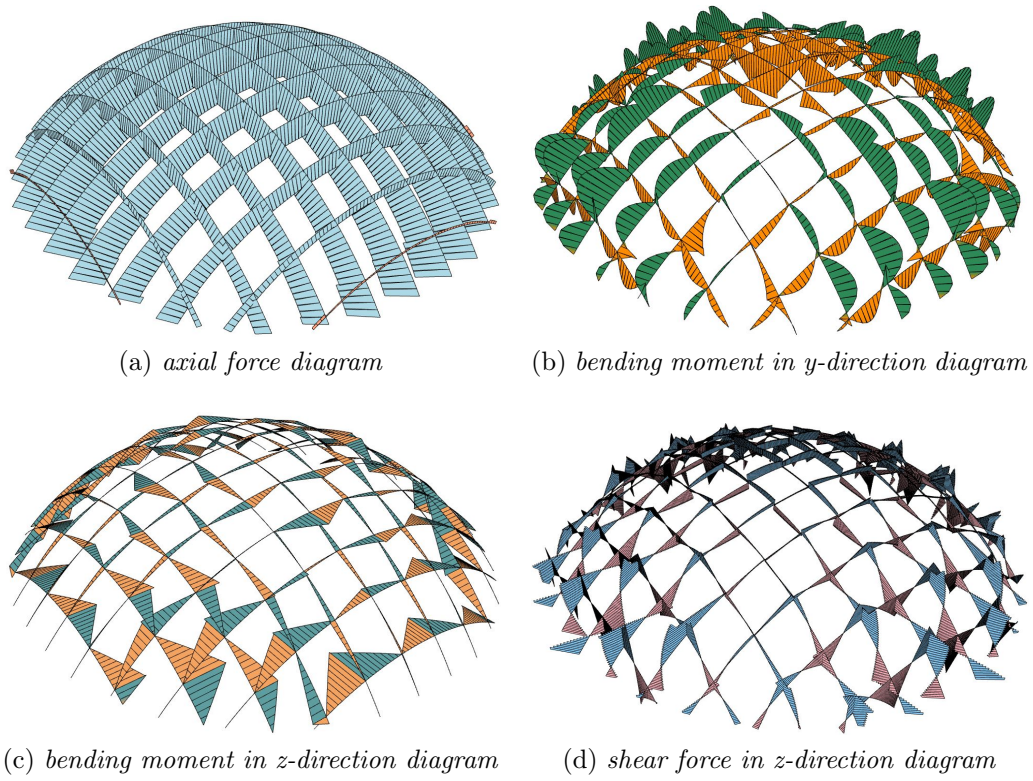 (a) axial force diagram
(b) bending moment in y-direction diagram
(c) bending moment in z-direction diagram
(d) shear force in z-direction diagram